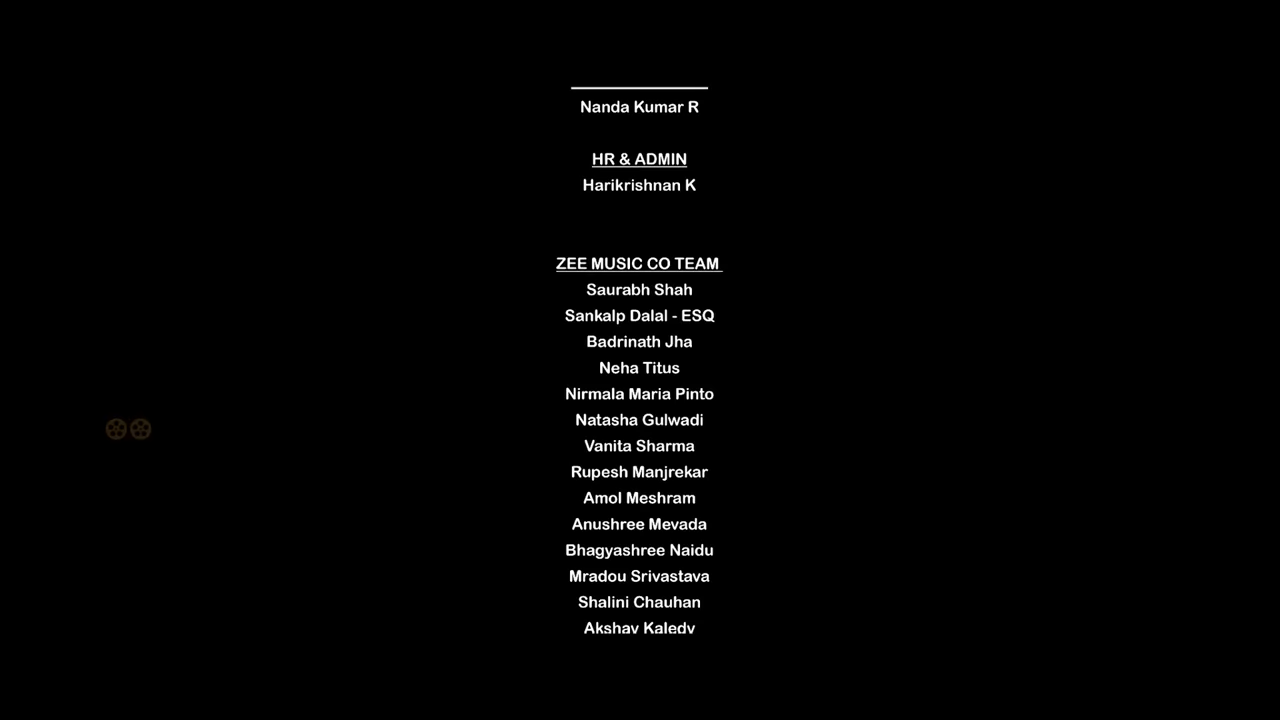 Nanda Kumar R
HR & ADMIN
Harikrishnan K
ZEE MUSIC CO TEAM
Saurabh Shah
Sankalp Dalal - ESQ
Badrinath Jha
Neha Titus
Nirmala Maria Pinto
Natasha Gulwadi
Vanita Sharma
Rupesh Manjrekar
Amol Meshram
Anushree Mevada
Bhagyashree Naidu
Mradou Srivastava
Shalini Chauhan
Akshay Kaledy